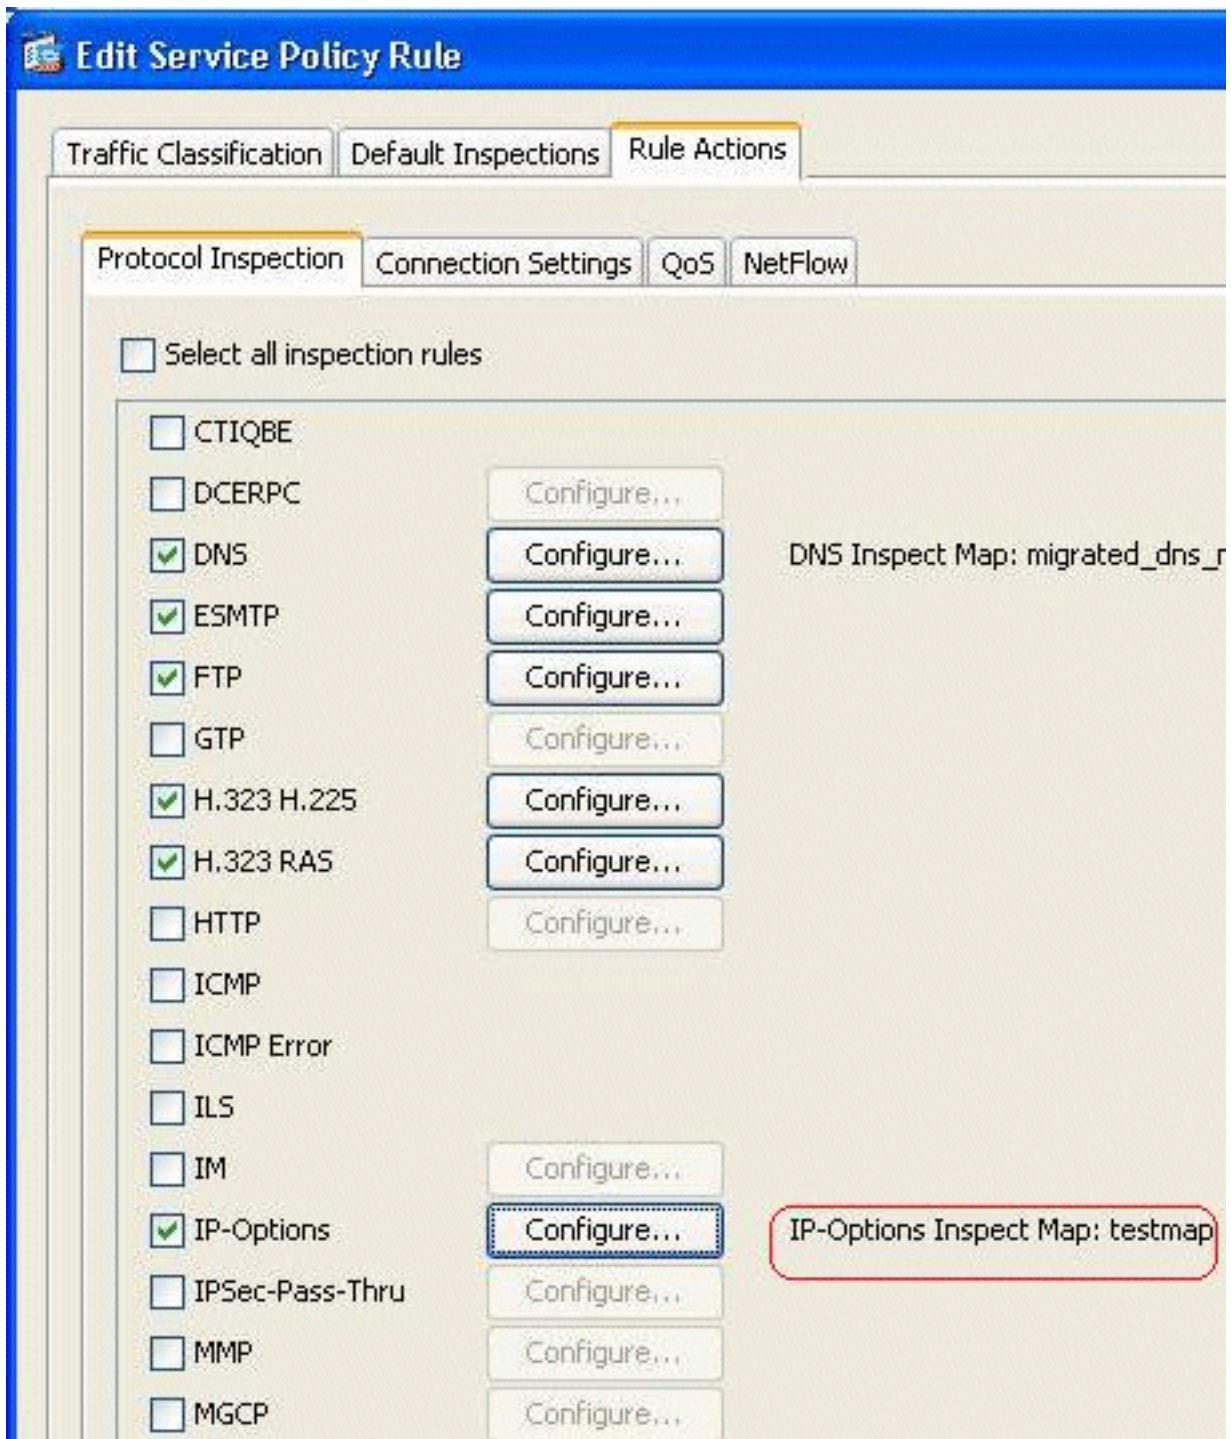 Edit Service Policy Rule
Traffic Classification Default Inspections Rule Actions
Protocol Inspection Connection Settings QoS NetFlow
Select all inspection rules
CTIQBE
DCERPC Configure...
DNS Configure... DNS Inspect Map: migrated_dns_
ESMTP Configure...
FTP Configure...
GTP Configure...
H.323 H.225 Configure...
H.323 RAS Configure...
HTTP Configure...
ICMP
ICMP Error
ILS
IM Configure...
IP-Options Configure... IP-Options Inspect Map: testmap
IPSec-Pass-Thru Configure...
MMP Configure...
MGCP Configure...